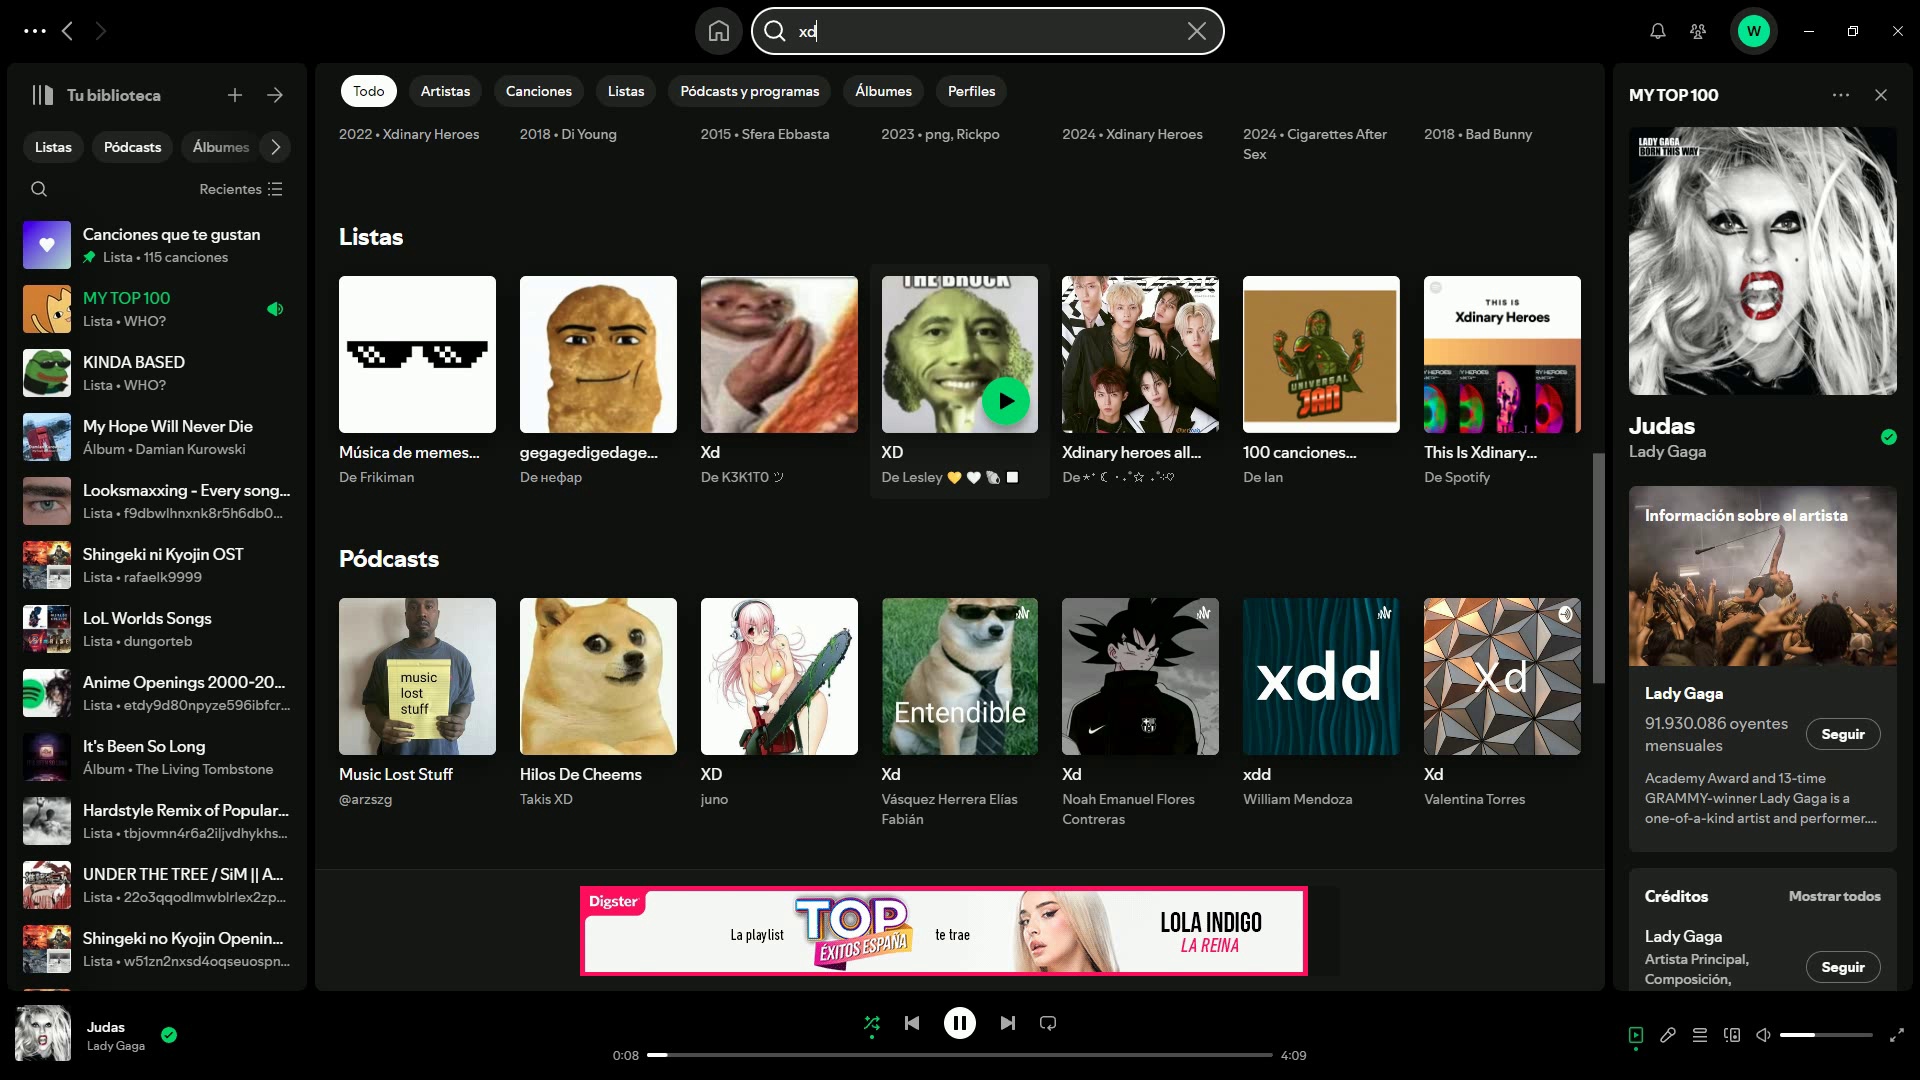 xd
W
Tu biblioteca
Listas
Pódcasts
Álbumes
Recientes
Canciones que te gustan
Lista • 115 canciones
MY TOP 100
Lista • WHO?
KINDA BASED
Lista • WHO?
My Hope Will Never Die
Álbum • Damian Kurowski
Looksmaxxing - Every song...
Lista • f9dbwlhnxnk8r5h6db0...
Shingeki ni Kyojin OST
Lista • rafaelk9999
LoL Worlds Songs
Lista • dungorteb
Anime Openings 2000-20...
Lista • etdy9d80npyze596ibfcr...
It's Been So Long
Álbum • The Living Tombstone
Hardstyle Remix of Popular...
Lista • tbjovmn4r6a2iljvdhykhs...
UNDER THE TREE / SiM || A...
Lista • 22o3qqodlmwblrlex2zp...
Shingeki no Kyojin Openin...
Lista • w51zn2nxsd4oqseuospn...
Todo
Artistas
Canciones
Listas
Pódcasts y programas
Álbumes
Perfiles
2022 • Xdinary Heroes
2018 • Di Young
2015 • Sfera Ebbasta
2023 • png, Rickpo
2024 • Xdinary Heroes
2024 • Cigarettes After
Sex
2018 • Bad Bunny
Listas
THE BROCK
UNIVERSAL
JAN
THIS IS
Xdinary Heroes
Música de memes...
De Frikiman
gegagedigedage...
De нефар
Xd
De K3K1T0 ツ
XD
De Lesley 💛 🤍 🐚 ◻️
Xdinary heroes all...
100 canciones...
De Ian
This Is Xdinary...
De Spotify
Pódcasts
music
lost
stuff
Entendible
xdd
Xd
Music Lost Stuff
@arzszg
Hilos De Cheems
Takis XD
XD
juno
Xd
Vásquez Herrera Elías
Fabián
Xd
Noah Emanuel Flores
Contreras
xdd
William Mendoza
Xd
Valentina Torres
Digster
La playlist
TOP
ÉXITOS ESPAÑA
te trae
LOLA INDIGO
LA REINA
MY TOP 100
LADY GAGA
BORN THIS WAY
Judas
Lady Gaga
Información sobre el artista
Lady Gaga
91.930.086 oyentes
mensuales
Seguir
Academy Award and 13-time
GRAMMY-winner Lady Gaga is a
one-of-a-kind artist and performer....
Créditos
Mostrar todos
Lady Gaga
Artista Principal,
Composición,
Seguir
Judas
Lady Gaga
0:08
4:09